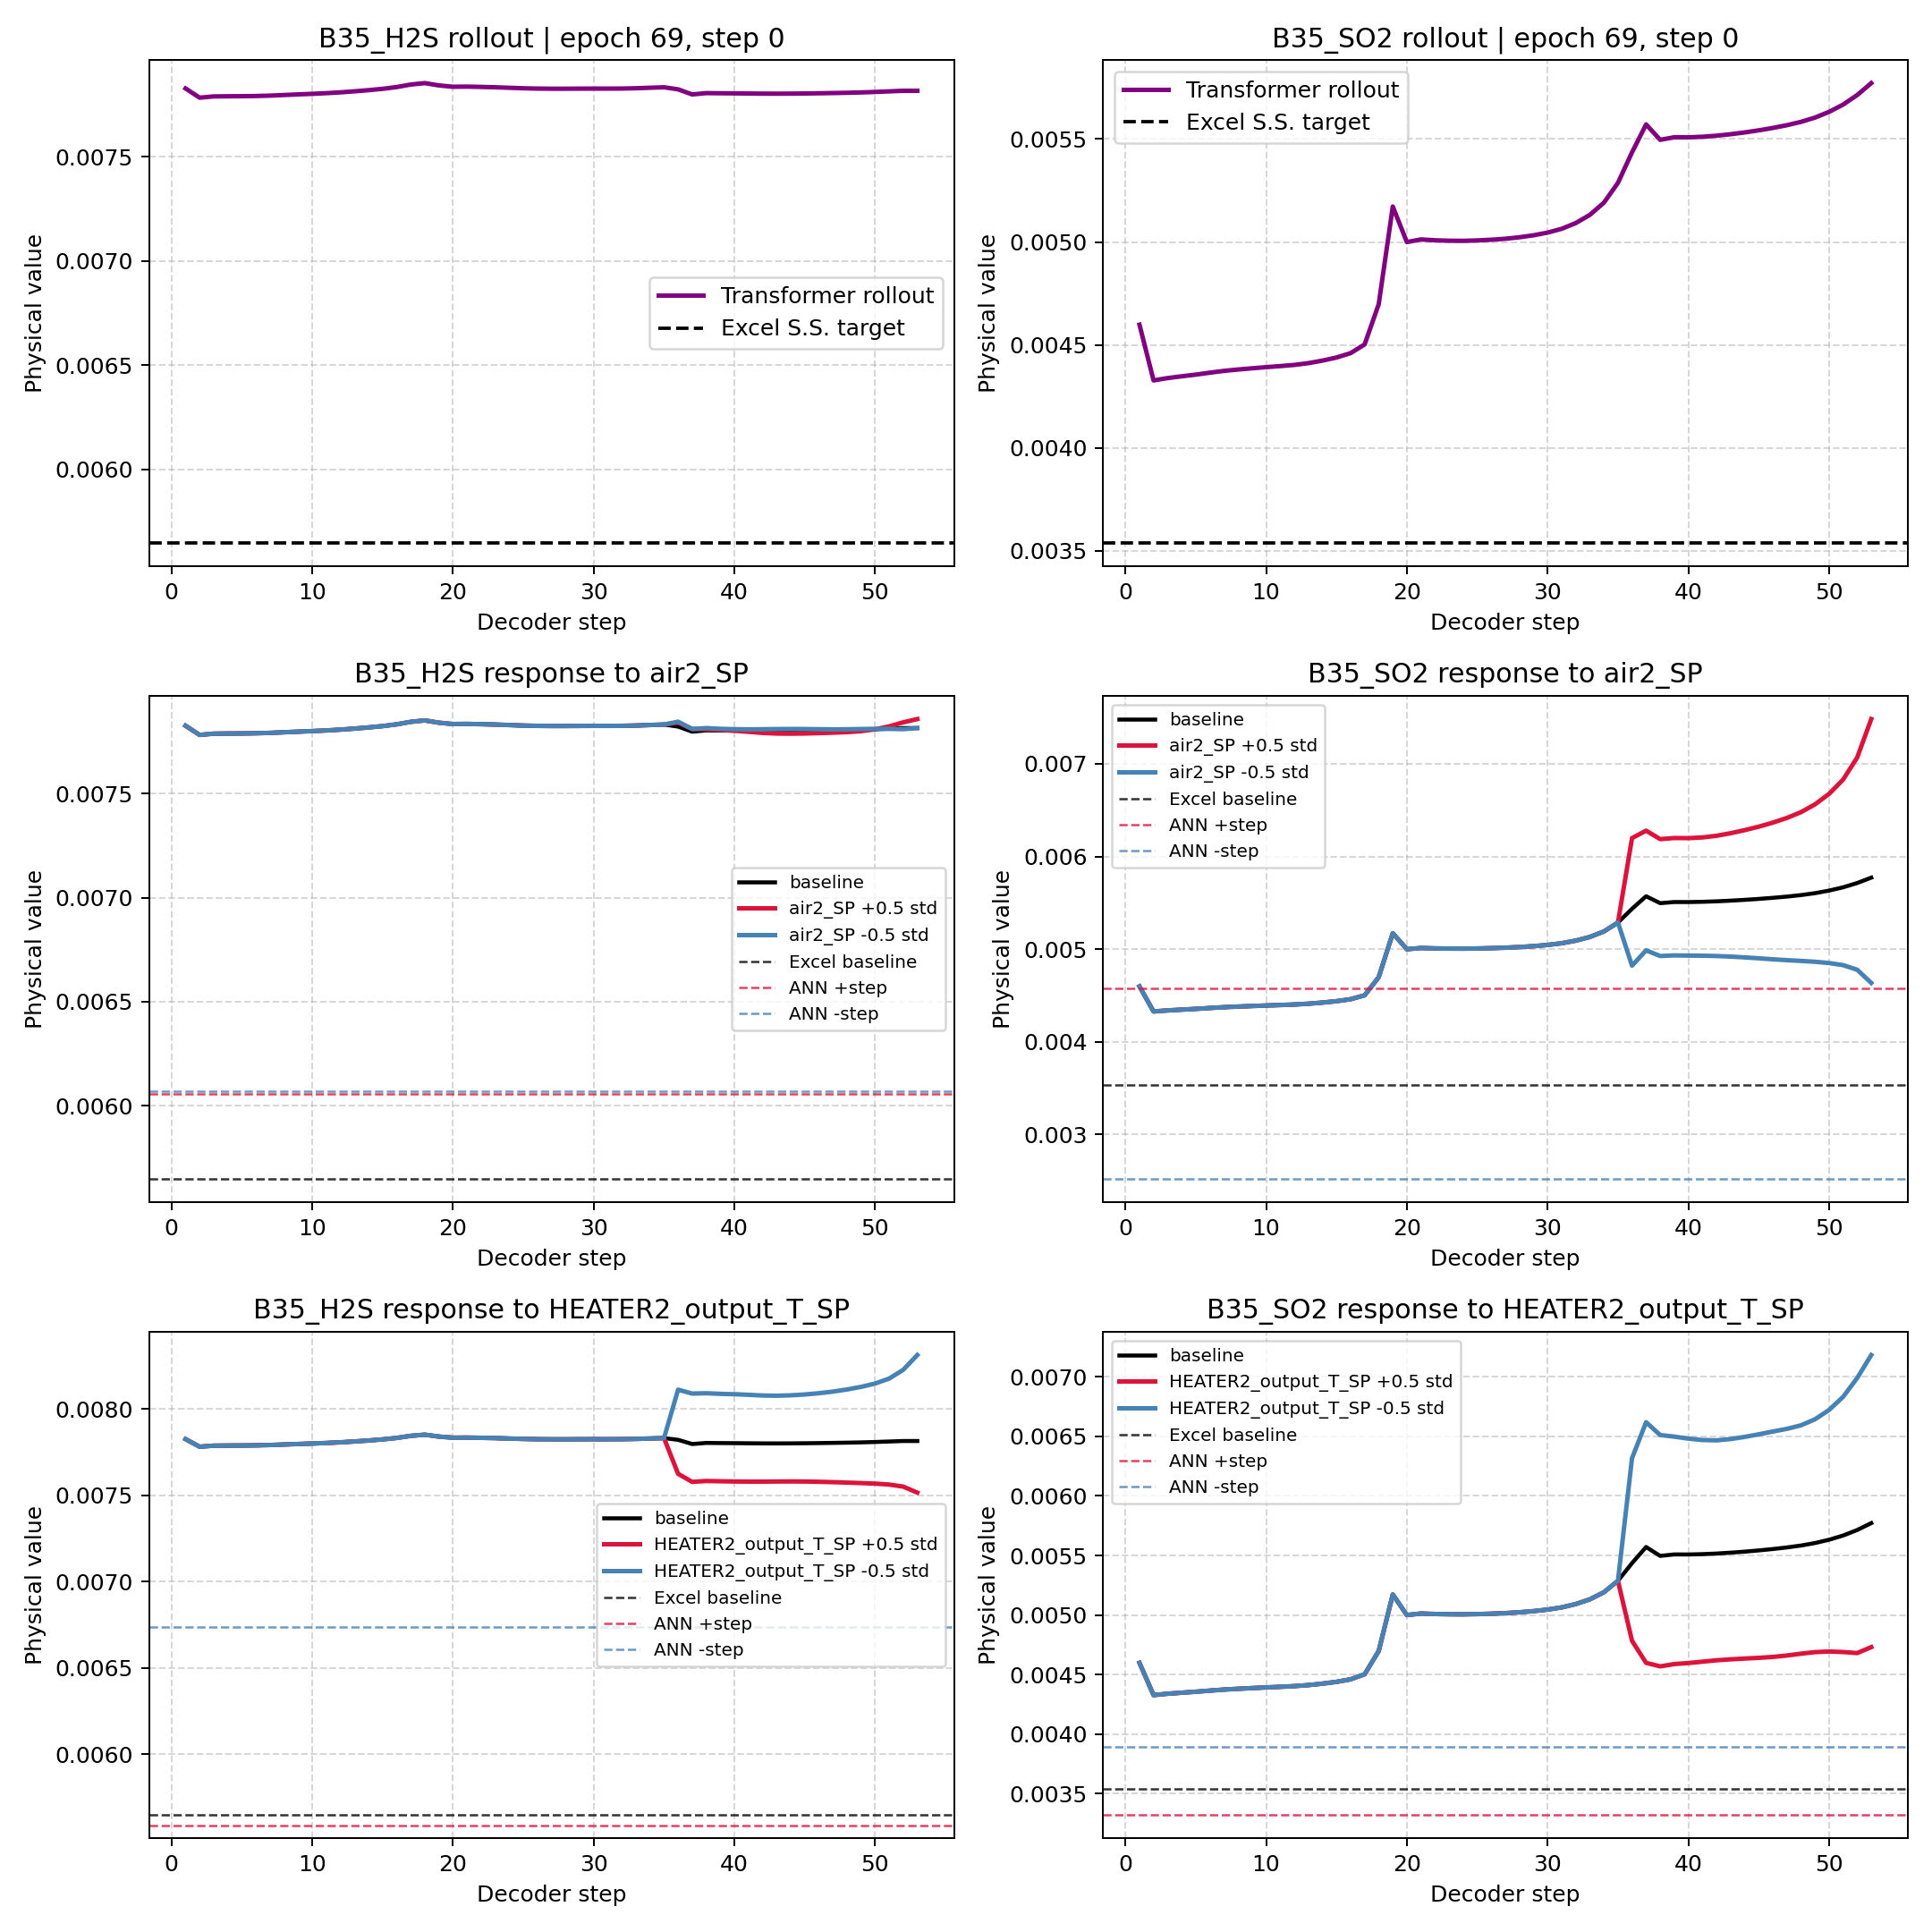 B35_H2S rollout | epoch 69, step 0
Physical value
0.0075
0.0070
0.0065
0.0060
Transformer rollout
Excel S.S. target
0 10 20 30 40 50
Decoder step
B35_SO2 rollout | epoch 69, step 0
Physical value
0.0055
0.0050
0.0045
0.0040
0.0035
Transformer rollout
Excel S.S. target
0 10 20 30 40 50
Decoder step
B35_H2S response to air2_SP
Physical value
0.0075
0.0070
0.0065
0.0060
baseline
air2_SP +0.5 std
air2_SP -0.5 std
Excel baseline
ANN +step
ANN -step
0 10 20 30 40 50
Decoder step
B35_SO2 response to air2_SP
Physical value
0.007
0.006
0.005
0.004
0.003
baseline
air2_SP +0.5 std
air2_SP -0.5 std
Excel baseline
ANN +step
ANN -step
0 10 20 30 40 50
Decoder step
B35_H2S response to HEATER2_output_T_SP
Physical value
0.0080
0.0075
0.0070
0.0065
0.0060
baseline
HEATER2_output_T_SP +0.5 std
HEATER2_output_T_SP -0.5 std
Excel baseline
ANN +step
ANN -step
0 10 20 30 40 50
Decoder step
B35_SO2 response to HEATER2_output_T_SP
Physical value
0.0070
0.0065
0.0060
0.0055
0.0050
0.0045
0.0040
0.0035
baseline
HEATER2_output_T_SP +0.5 std
HEATER2_output_T_SP -0.5 std
Excel baseline
ANN +step
ANN -step
0 10 20 30 40 50
Decoder step